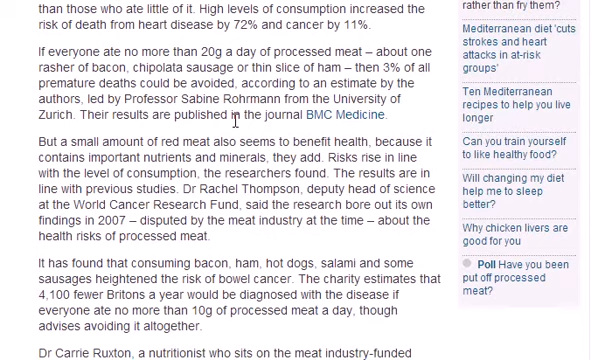 than those who ate little of it. High levels of consumption increased the
risk of death from heart disease by 72% and cancer by 11%.
If everyone ate no more than 20g a day of processed meat – about one
rasher of bacon, chipolata sausage or thin slice of ham – then 3% of all
premature deaths could be avoided, according to an estimate by the
authors, led by Professor Sabine Rohrmann from the University of
Zurich. Their results are published in the journal BMC Medicine.
But a small amount of red meat also seems to benefit health, because it
contains important nutrients and minerals, they add. Risks rise in line
with the level of consumption, the researchers found. The results are in
line with previous studies. Dr Rachel Thompson, deputy head of science
at the World Cancer Research Fund, said the research bore out its own
findings in 2007 – disputed by the meat industry at the time – about the
health risks of processed meat.
It has found that consuming bacon, ham, hot dogs, salami and some
sausages heightened the risk of bowel cancer. The charity estimates that
4,100 fewer Britons a year would be diagnosed with the disease if
everyone ate no more than 10g of processed meat a day, though
advises avoiding it altogether.
Dr Carrie Ruxton, a nutritionist who sits on the meat industry-funded
rather than fry them?
Mediterranean diet 'cuts
strokes and heart
attacks in at-risk
groups'
Ten Mediterranean
recipes to help you live
longer
Can you train yourself
to like healthy food?
Will changing my diet
help me to sleep
better?
Why chicken livers are
good for you
Poll Have you been
put off processed
meat?